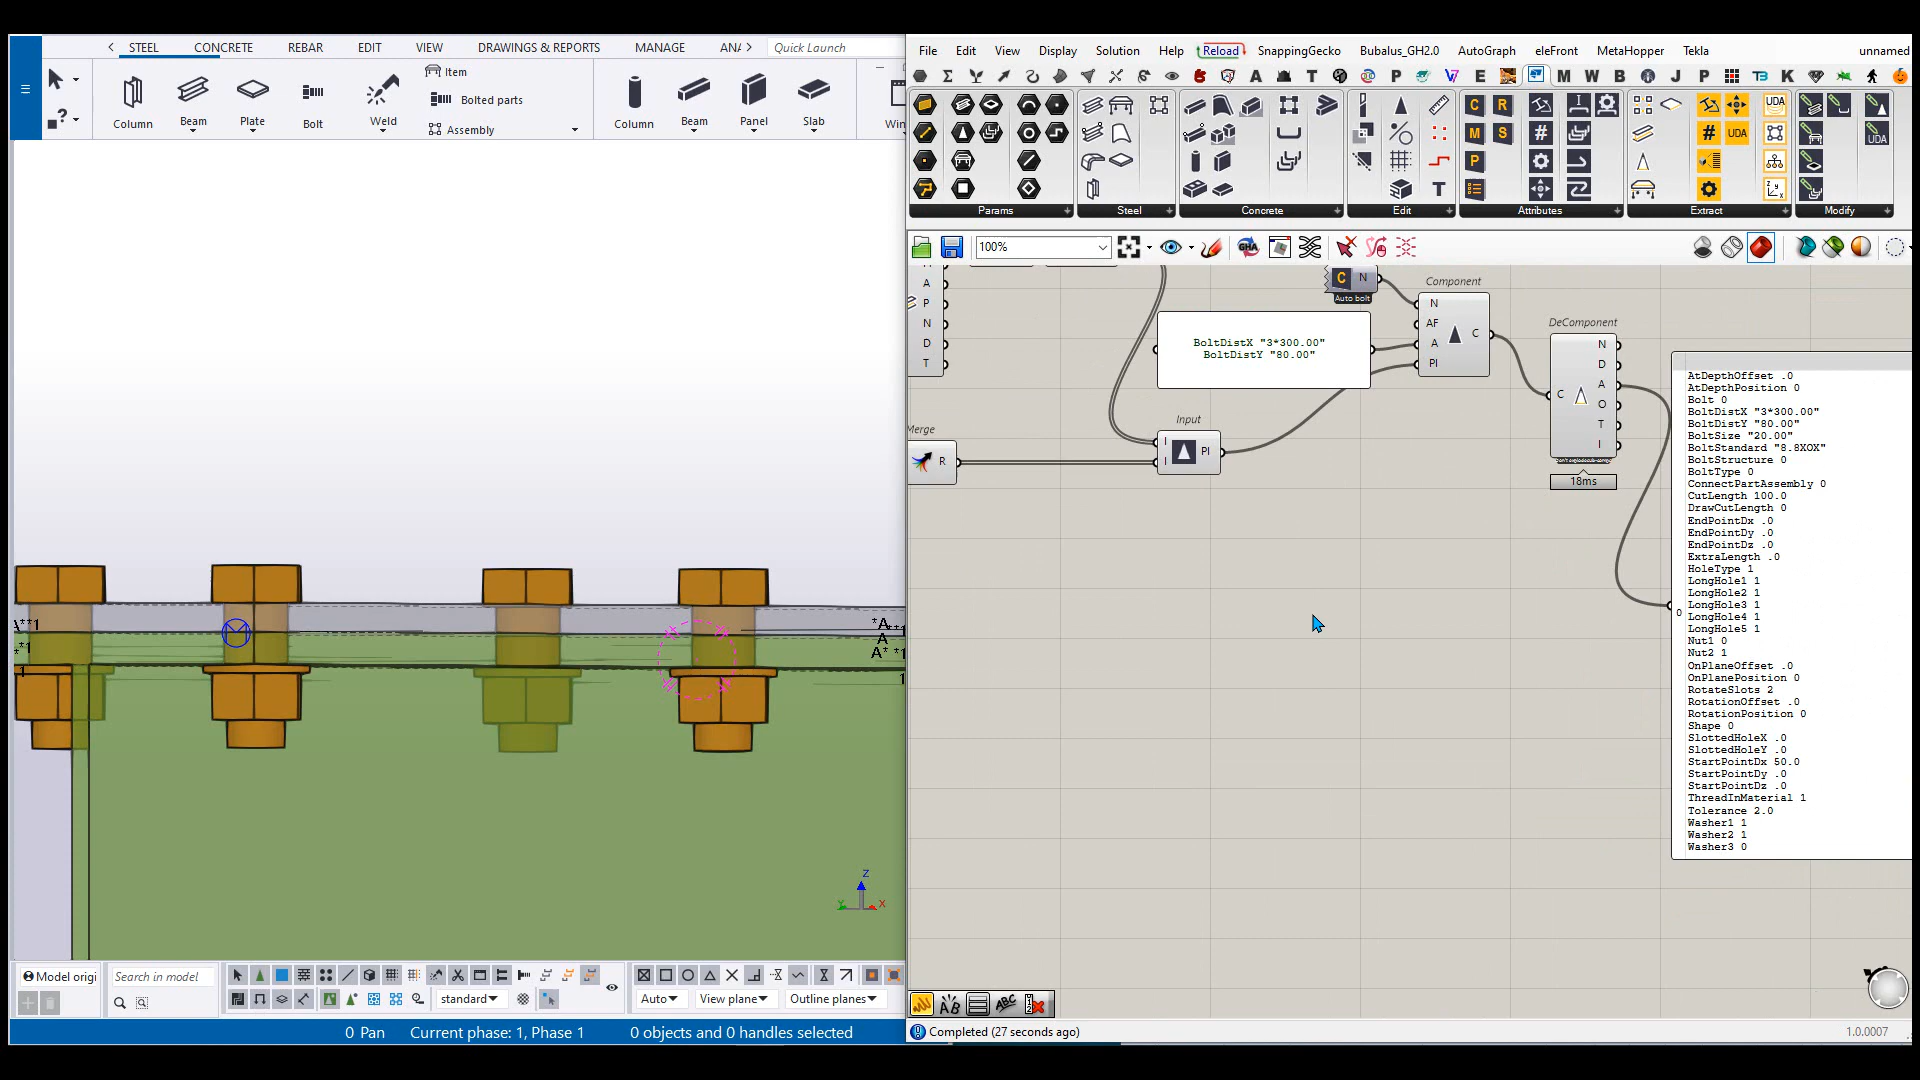 STEEL CONCRETE REBAR EDIT VIEW DRAWINGS & REPORTS MANAGE Quick Launch
Item
Bolted parts
Assembly
Column Beam Plate Bolt Weld
Column Beam Panel Slab
File Edit View Display Solution Help Reload SnappingGecko Bubalus_GH2.0 AutoGraph eleFront MetaHopper Tekla unnamed
Params Steel Concrete Edit Attributes Extract Modify
100%
A
P
N
D
T
C N
Auto bolt
BoltDistX "3*300.00"
BoltDistY "80.00"
Component
N
AF
A
PI
C
DeComponent
C
N
D
A
O
T
I
18ms
Merge
R
Input
I
I
PI
0
AtDepthOffset .0
AtDepthPosition 0
Bolt 0
BoltDistX "3*300.00"
BoltDistY "80.00"
BoltSize "20.00"
BoltStandard "8.8XOX"
BoltStructure 0
BoltType 0
ConnectPartAssembly 0
CutLength 100.0
DrawCutLength 0
EndPointDx .0
EndPointDy .0
EndPointDz .0
ExtraLength .0
HoleType 1
LongHole1 1
LongHole2 1
LongHole3 1
LongHole4 1
LongHole5 1
Nut1 0
Nut2 1
OnPlaneOffset .0
OnPlanePosition 0
RotateSlots 2
RotationOffset .0
RotationPosition 0
Shape 0
SlottedHoleX .0
SlottedHoleY .0
StartPointDx 50.0
StartPointDy .0
StartPointDz .0
ThreadInMaterial 1
Tolerance 2.0
Washer1 1
Washer2 1
Washer3 0
Z
Y X
Model origi Search in model
standard
Auto View plane Outline planes
0 Pan Current phase: 1, Phase 1 0 objects and 0 handles selected
Completed (27 seconds ago)
1.0.0007